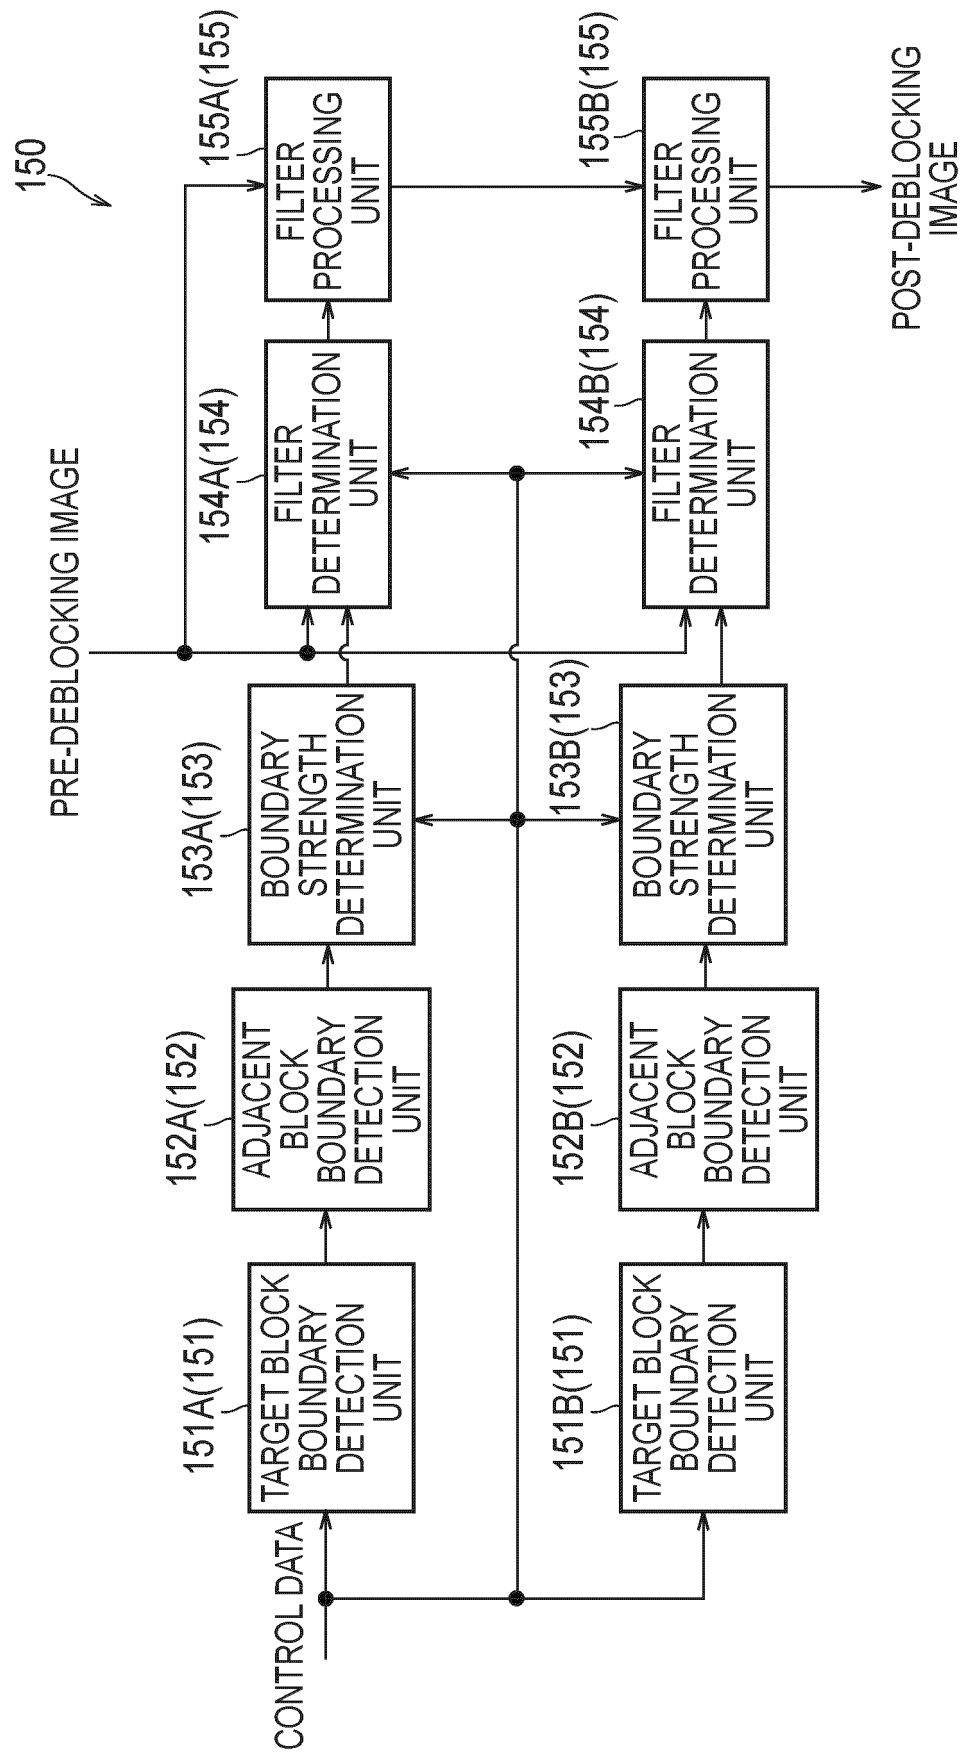 150
PRE-DEBLOCKING IMAGE
CONTROL DATA
151A(151)
TARGET BLOCK
BOUNDARY
DETECTION
UNIT
152A(152)
ADJACENT
BLOCK
BOUNDARY
DETECTION
UNIT
153A(153)
BOUNDARY
STRENGTH
DETERMINATION
UNIT
154A(154)
FILTER
DETERMINATION
UNIT
155A(155)
FILTER
PROCESSING
UNIT
151B(151)
TARGET BLOCK
BOUNDARY
DETECTION
UNIT
152B(152)
ADJACENT
BLOCK
BOUNDARY
DETECTION
UNIT
153B(153)
BOUNDARY
STRENGTH
DETERMINATION
UNIT
154B(154)
FILTER
DETERMINATION
UNIT
155B(155)
FILTER
PROCESSING
UNIT
POST-DEBLOCKING
IMAGE